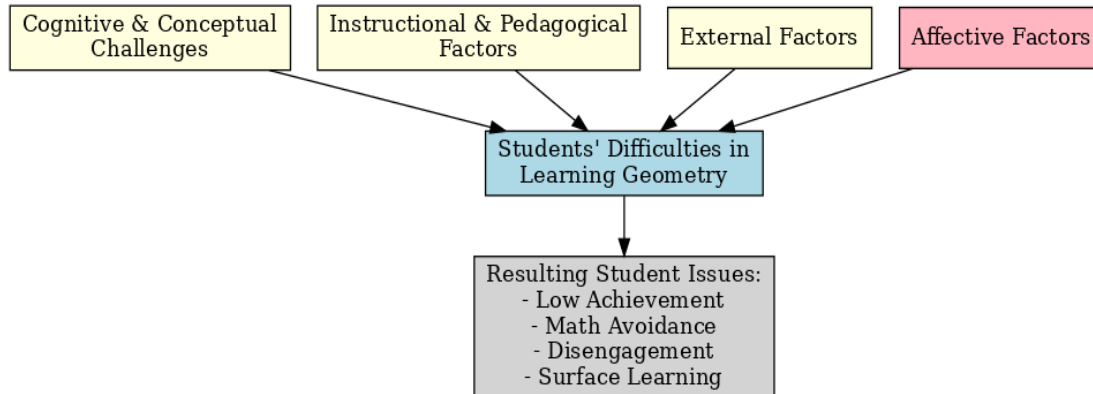 Cognitive & Conceptual
Challenges
Instructional & Pedagogical
Factors
External Factors
Affective Factors
Students' Difficulties in
Learning Geometry
Resulting Student Issues:
- Low Achievement
- Math Avoidance
- Disengagement
- Surface Learning